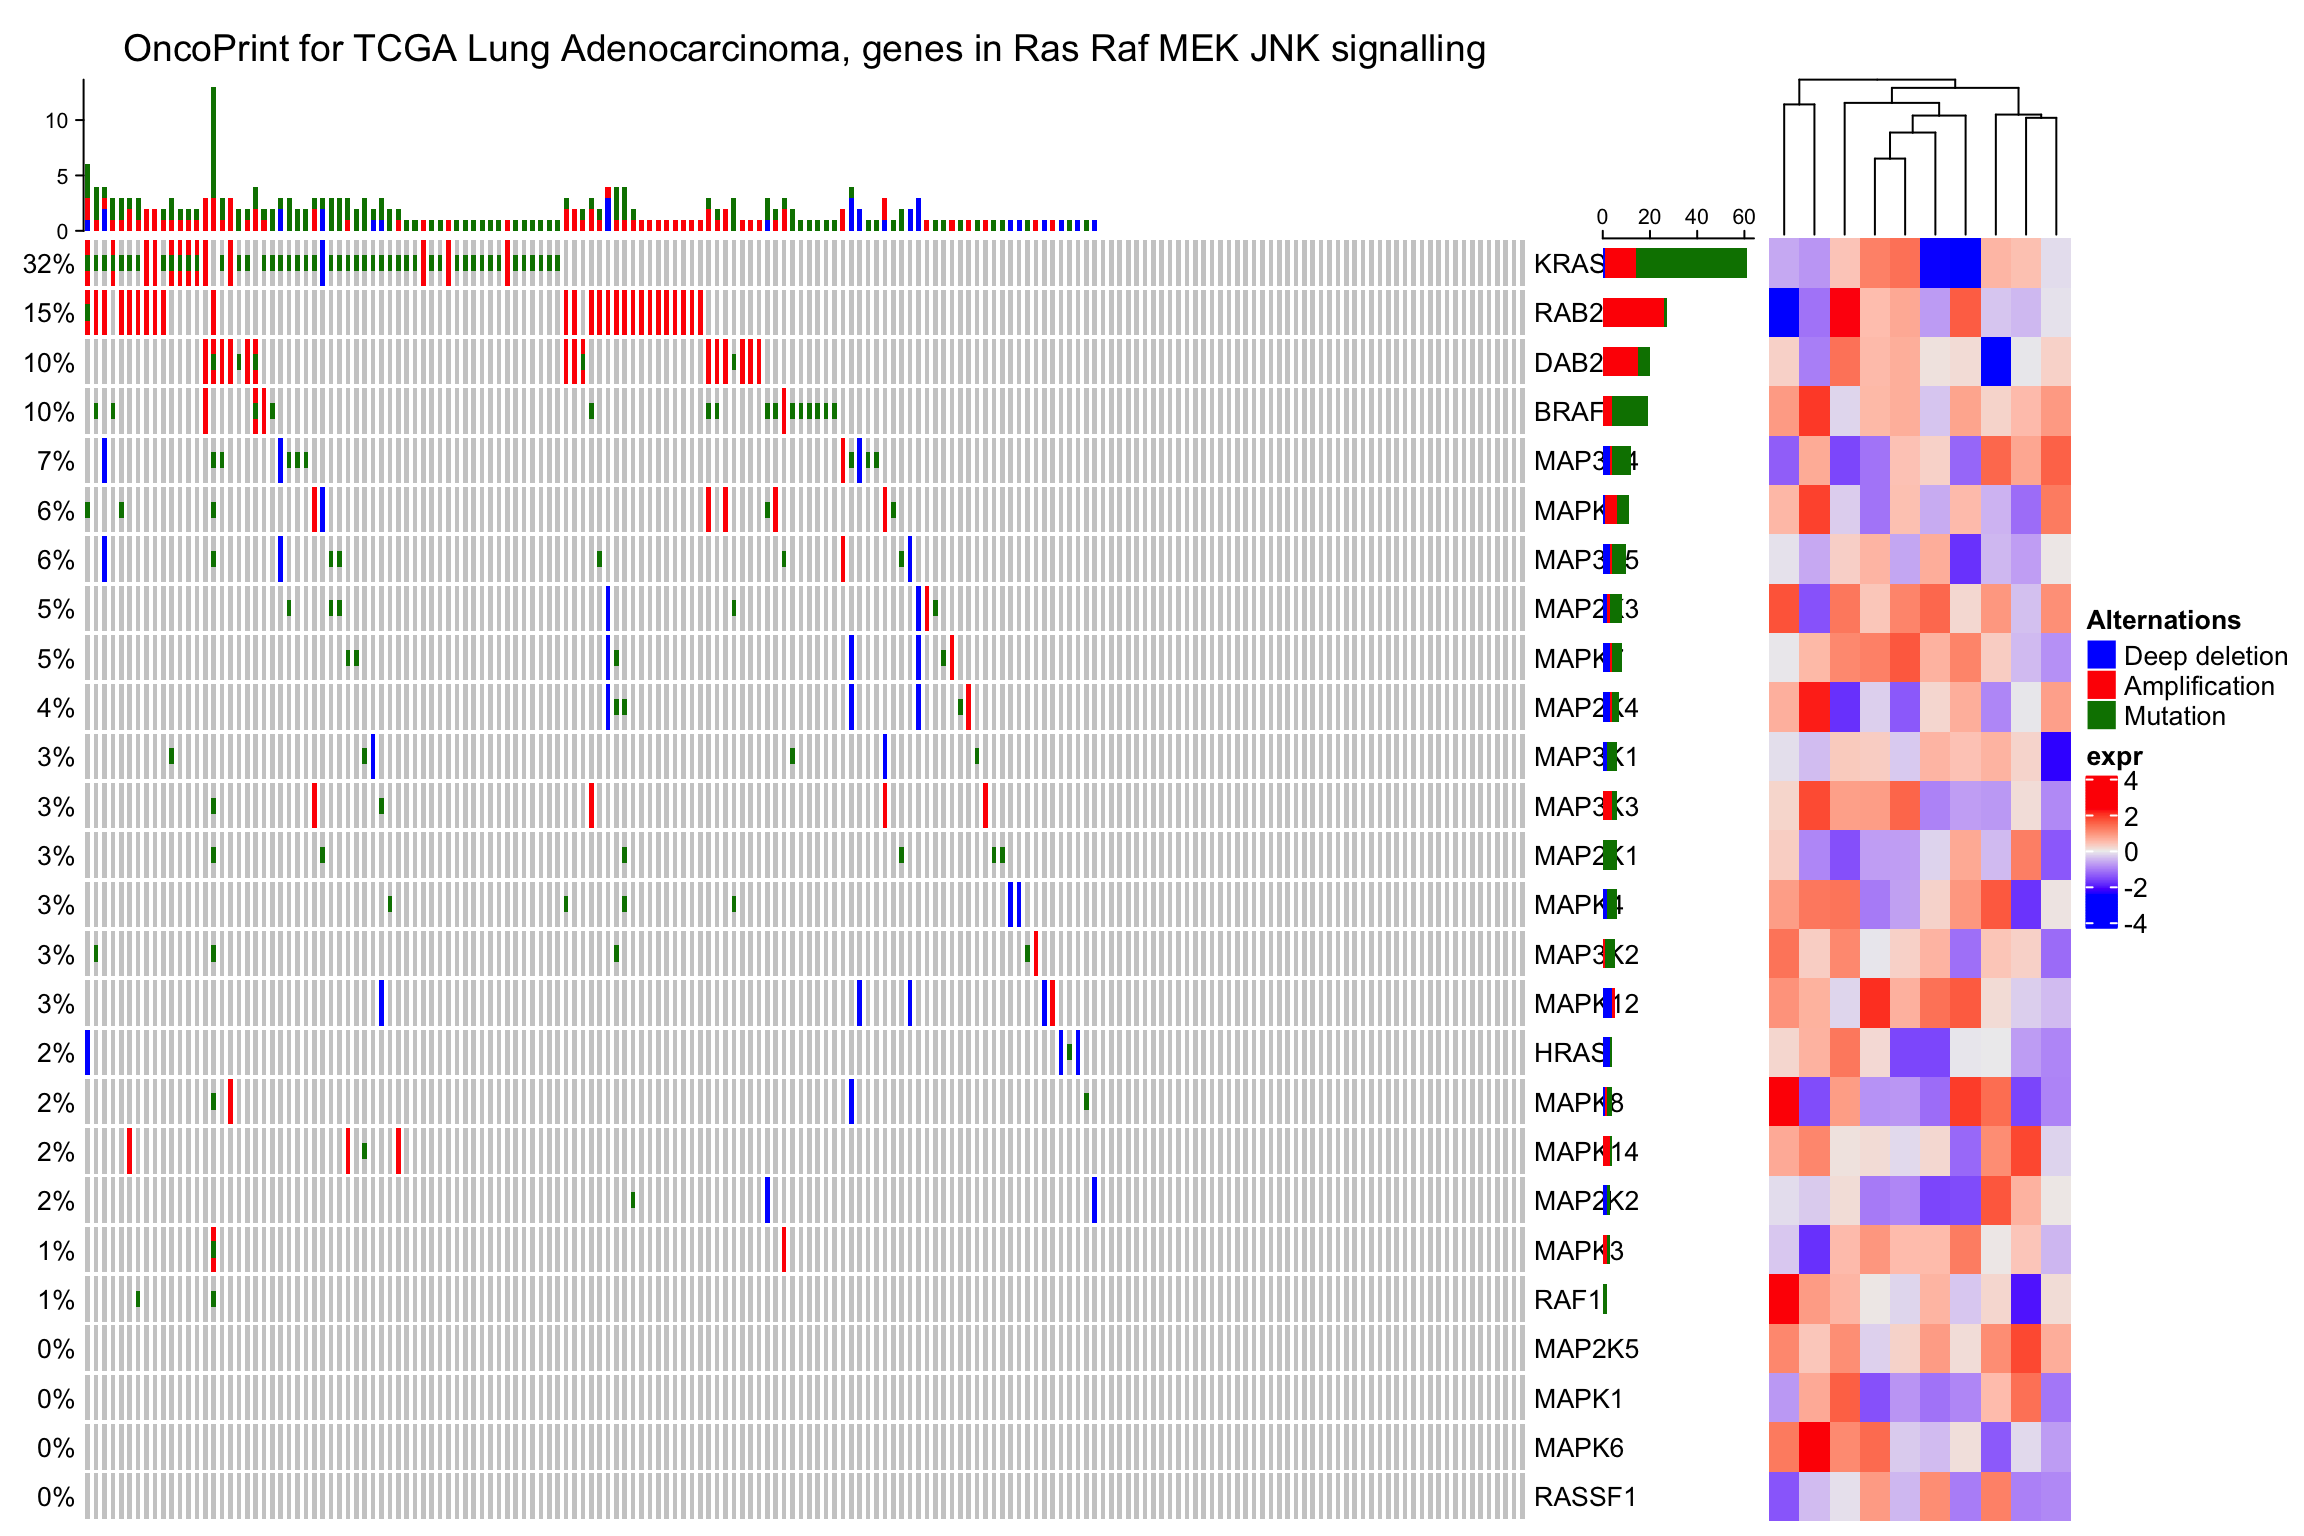 OncoPrint for TCGA Lung Adenocarcinoma, genes in Ras Raf MEK JNK signalling
10
5
0
0 20 40 60
32% KRAS
15% RAB2
10% DAB2
10% BRAF
7% MAP3K4
6% MAPK
6% MAP3K5
5% MAP2K3
5% MAPK7
4% MAP2K4
3% MAP3K1
3% MAP3K3
3% MAP2K1
3% MAPK4
3% MAP3K2
3% MAPK12
2% HRAS
2% MAPK8
2% MAPK14
2% MAP2K2
1% MAPK3
1% RAF1
0% MAP2K5
0% MAPK1
0% MAPK6
0% RASSF1
Alternations
Deep deletion
Amplification
Mutation
expr
4
2
0
-2
-4